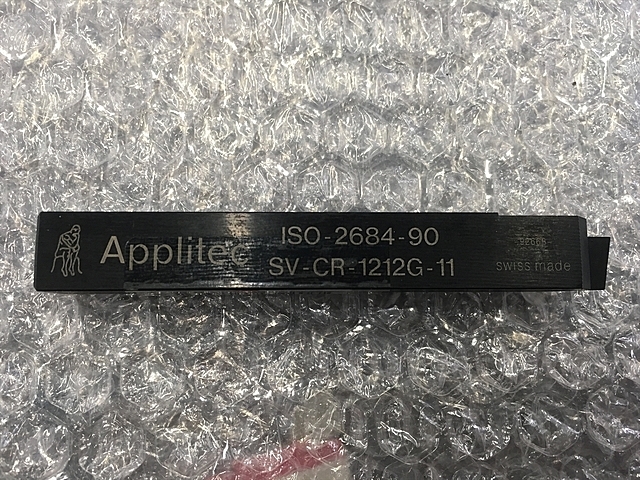 Applitec
ISO-2684-90
SV-CR-1212G-11
swiss made